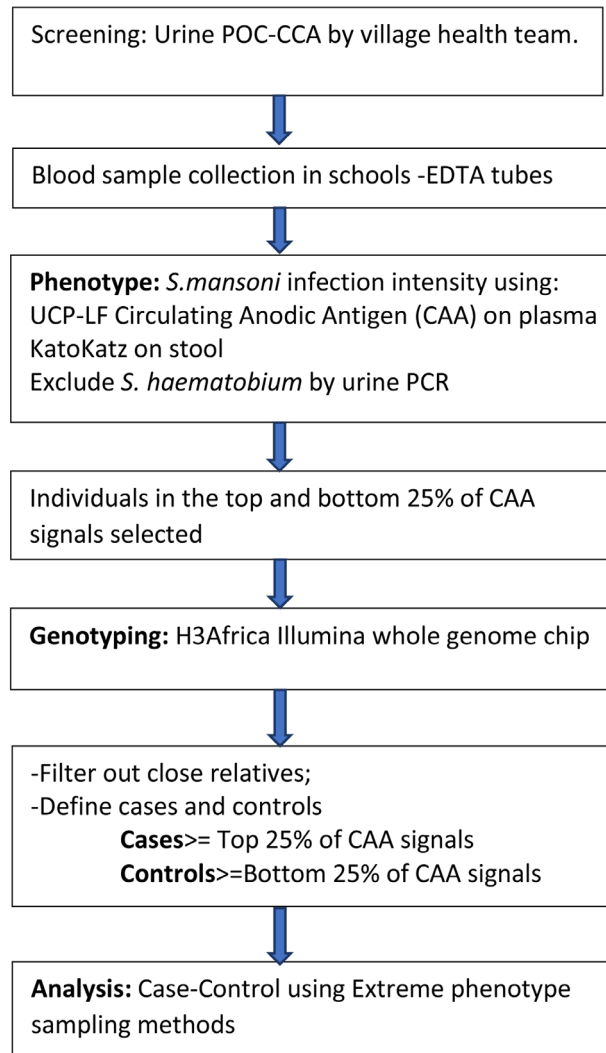 Screening: Urine POC-CCA by village health team.
Blood sample collection in schools -EDTA tubes
Phenotype: S.mansoni infection intensity using:
UCP-LF Circulating Anodic Antigen (CAA) on plasma
KatoKatz on stool
Exclude S. haematobium by urine PCR
Individuals in the top and bottom 25% of CAA
signals selected
Genotyping: H3Africa Illumina whole genome chip
-Filter out close relatives;
-Define cases and controls
Cases>= Top 25% of CAA signals
Controls>=Bottom 25% of CAA signals
Analysis: Case-Control using Extreme phenotype
sampling methods